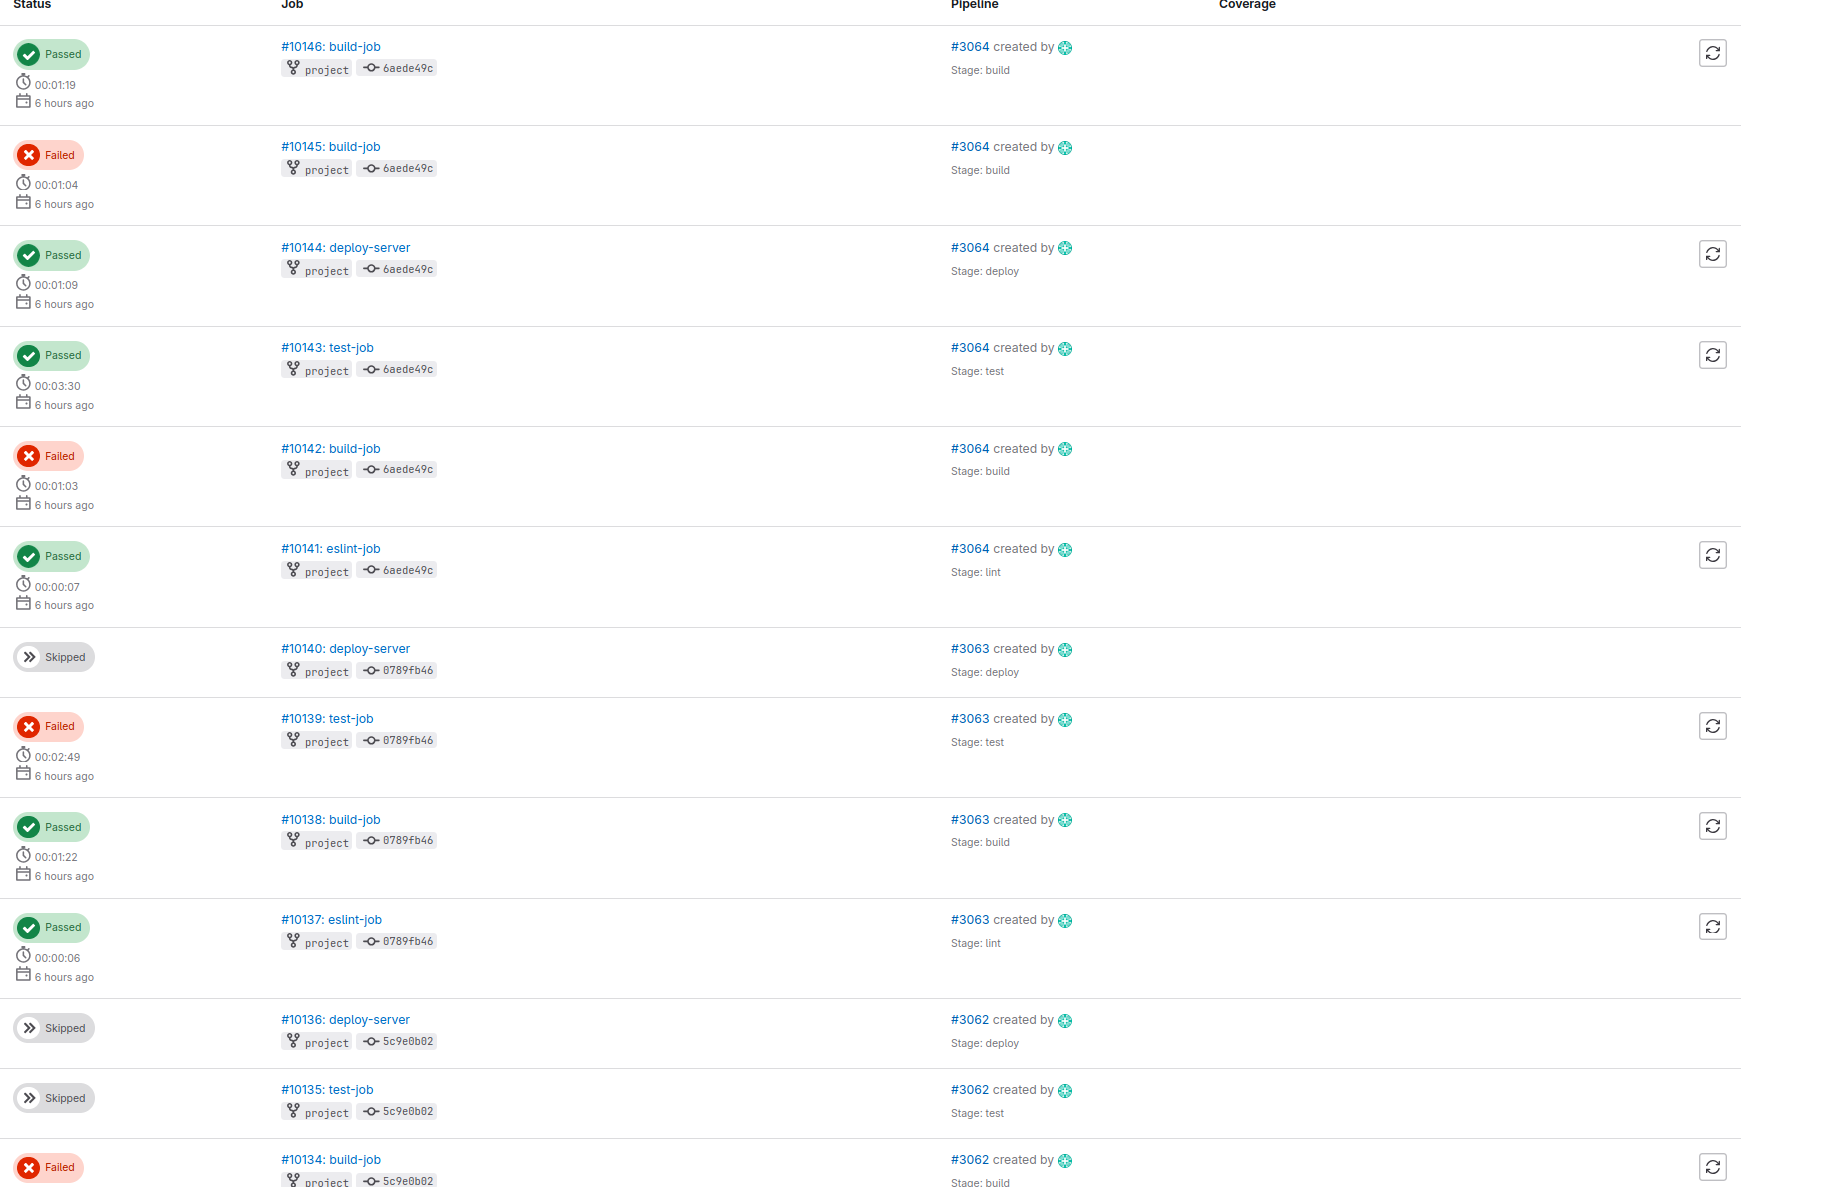 Status Job Pipeline Coverage
Passed #10146: build-job #3064 created by
project 6aede49c Stage: build
00:01:19
6 hours ago
Failed #10145: build-job #3064 created by
project 6aede49c Stage: build
00:01:04
6 hours ago
Passed #10144: deploy-server #3064 created by
project 6aede49c Stage: deploy
00:01:09
6 hours ago
Passed #10143: test-job #3064 created by
project 6aede49c Stage: test
00:03:30
6 hours ago
Failed #10142: build-job #3064 created by
project 6aede49c Stage: build
00:01:03
6 hours ago
Passed #10141: eslint-job #3064 created by
project 6aede49c Stage: lint
00:00:07
6 hours ago
Skipped #10140: deploy-server #3063 created by
project 0789fb46 Stage: deploy
Failed #10139: test-job #3063 created by
project 0789fb46 Stage: test
00:02:49
6 hours ago
Passed #10138: build-job #3063 created by
project 0789fb46 Stage: build
00:01:22
6 hours ago
Passed #10137: eslint-job #3063 created by
project 0789fb46 Stage: lint
00:00:06
6 hours ago
Skipped #10136: deploy-server #3062 created by
project 5c9e0b02 Stage: deploy
Skipped #10135: test-job #3062 created by
project 5c9e0b02 Stage: test
Failed #10134: build-job #3062 created by
project 5c9e0b02 Stage: build